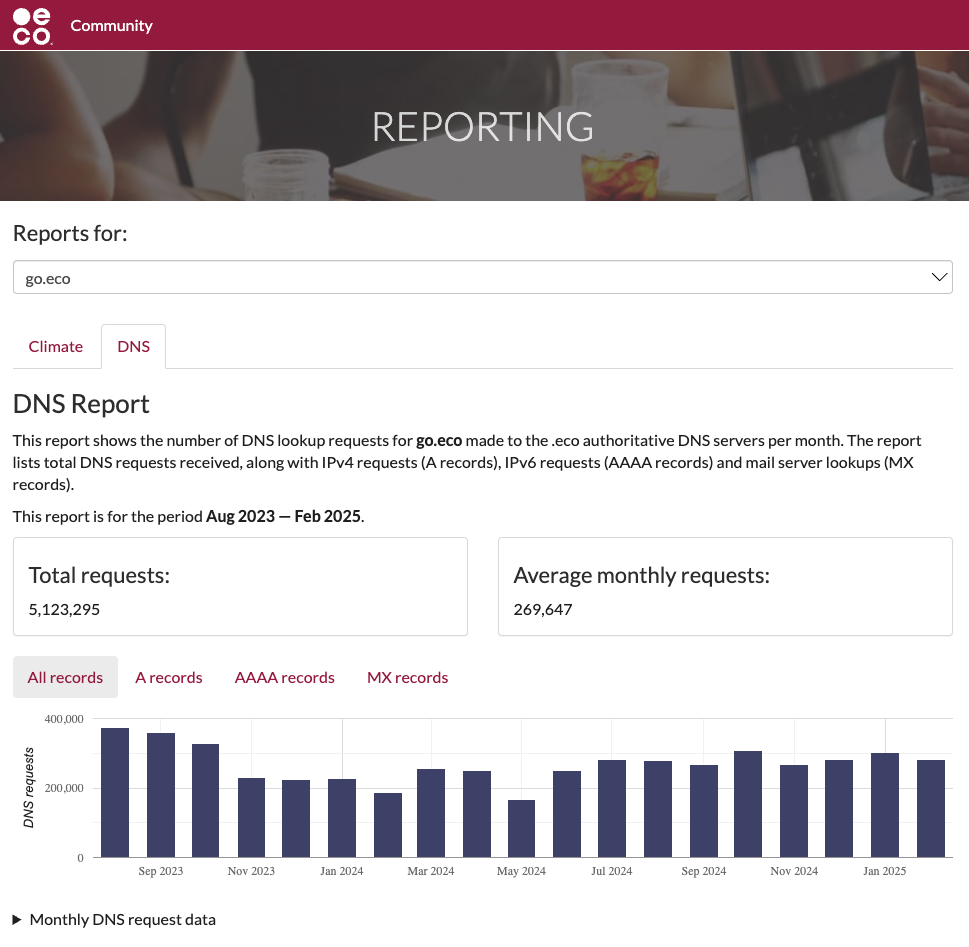 eco
Community
REPORTING
Reports for:
go.eco
Climate
DNS
DNS Report
This report shows the number of DNS lookup requests for go.eco made to the .eco authoritative DNS servers per month. The report
lists total DNS requests received, along with IPv4 requests (A records), IPv6 requests (AAAA records) and mail server lookups (MX
records).
This report is for the period Aug 2023 — Feb 2025.
Total requests:
5,123,295
Average monthly requests:
269,647
All records
A records
AAAA records
MX records
DNS requests
400,000
200,000
0
Sep 2023
Nov 2023
Jan 2024
Mar 2024
May 2024
Jul 2024
Sep 2024
Nov 2024
Jan 2025
Monthly DNS request data